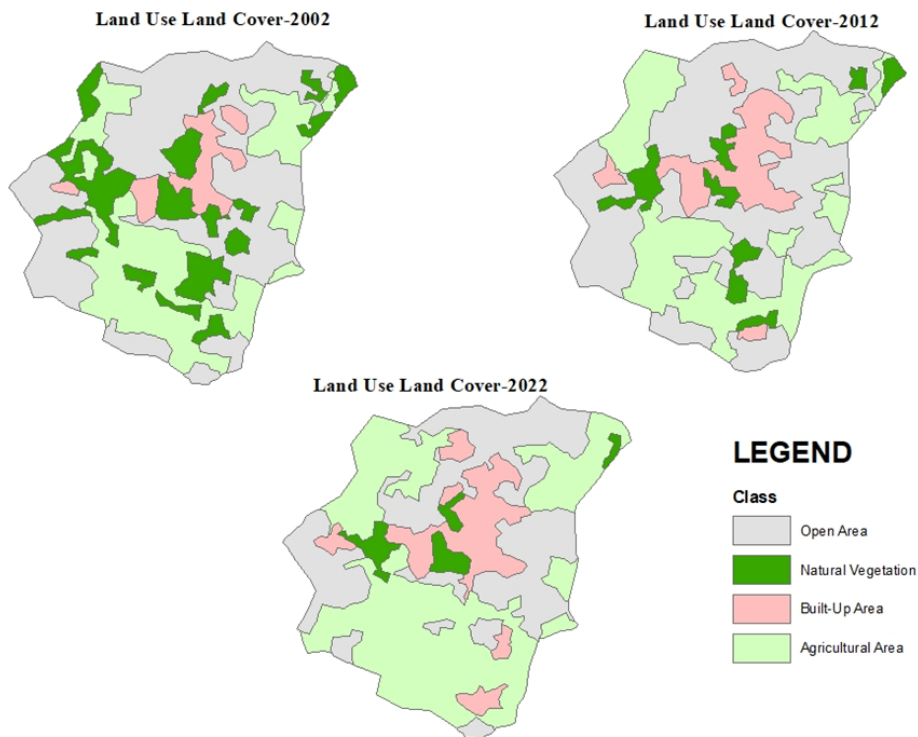 Land Use Land Cover-2002
Land Use Land Cover-2012
Land Use Land Cover-2022
LEGEND
Class
Open Area
Natural Vegetation
Built-Up Area
Agricultural Area